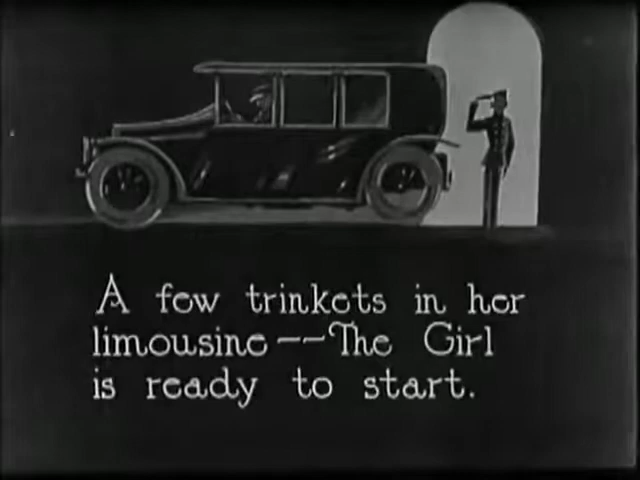 A few trinkets in her
limousine--The Girl
is ready to start.